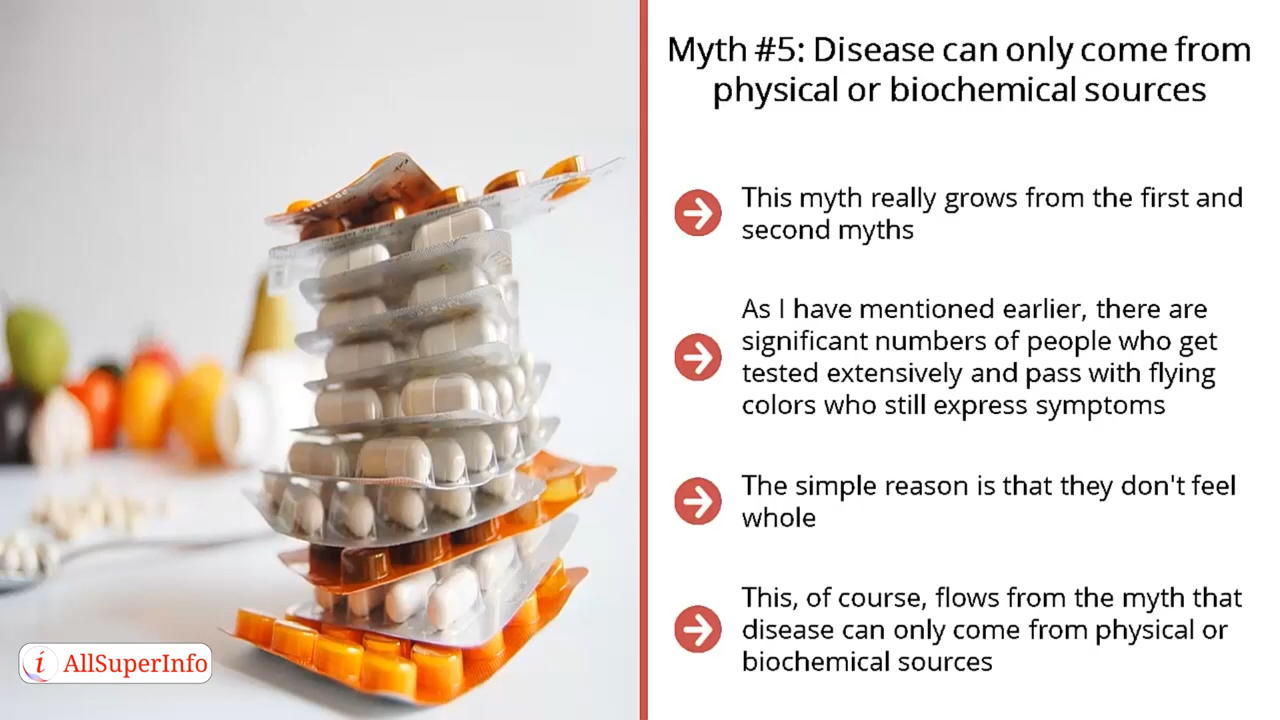 Myth #5: Disease can only come from
physical or biochemical sources
This myth really grows from the first and
second myths
As I have mentioned earlier, there are
significant numbers of people who get
tested extensively and pass with flying
colors who still express symptoms
The simple reason is that they don't feel
whole
This, of course, flows from the myth that
disease can only come from physical or
biochemical sources
i AllSuperInfo